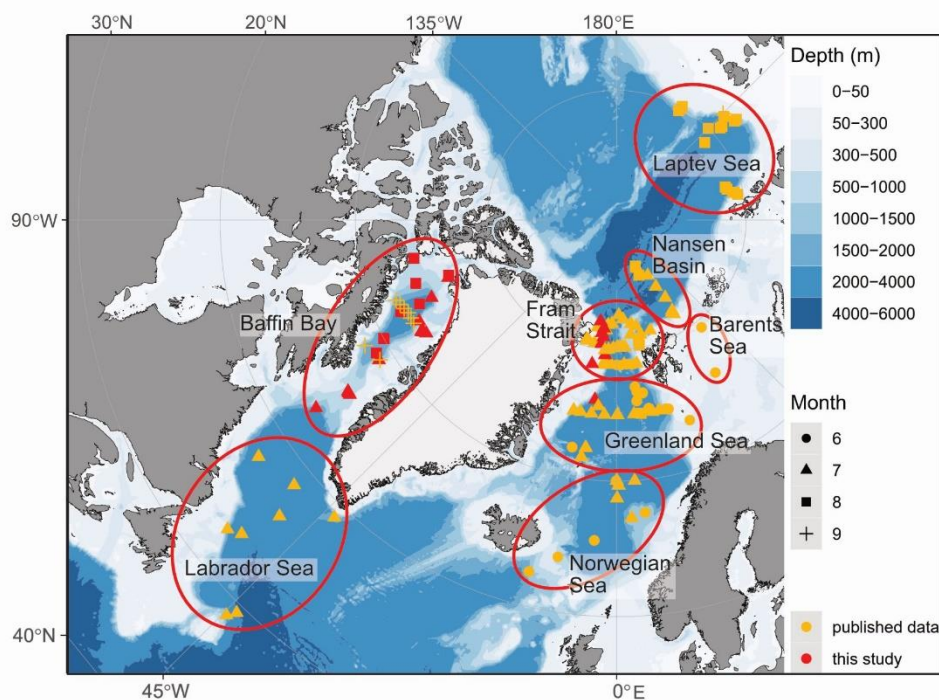 30°N
20°N
135°W
180°E
90°W
40°N
45°W
0°E
Laptev Sea
Nansen
Basin
Baffin Bay
Fram
Strait
Barents
Sea
Greenland Sea
Labrador Sea
Norwegian
Sea
Depth (m)
0−50
50−300
300−500
500−1000
1000−1500
1500−2000
2000−4000
4000−6000
Month
6
7
8
9
published data
this study